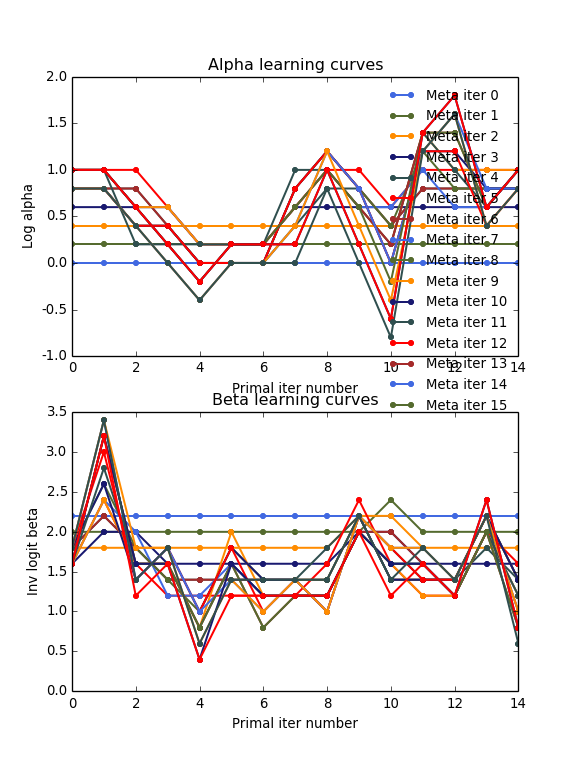 Alpha learning curves
2.0
1.5
1.0
0.5
0.0
-0.5
-1.0
Log alpha
0 2 4 6 8 10 12 14
Primal iter number
Meta iter 0
Meta iter 1
Meta iter 2
Meta iter 3
Meta iter 4
Meta iter 5
Meta iter 6
Meta iter 7
Meta iter 8
Meta iter 9
Meta iter 10
Meta iter 11
Meta iter 12
Meta iter 13
Meta iter 14
Meta iter 15
Beta learning curves
3.5
3.0
2.5
2.0
1.5
1.0
0.5
0.0
Inv logit beta
0 2 4 6 8 10 12 14
Primal iter number